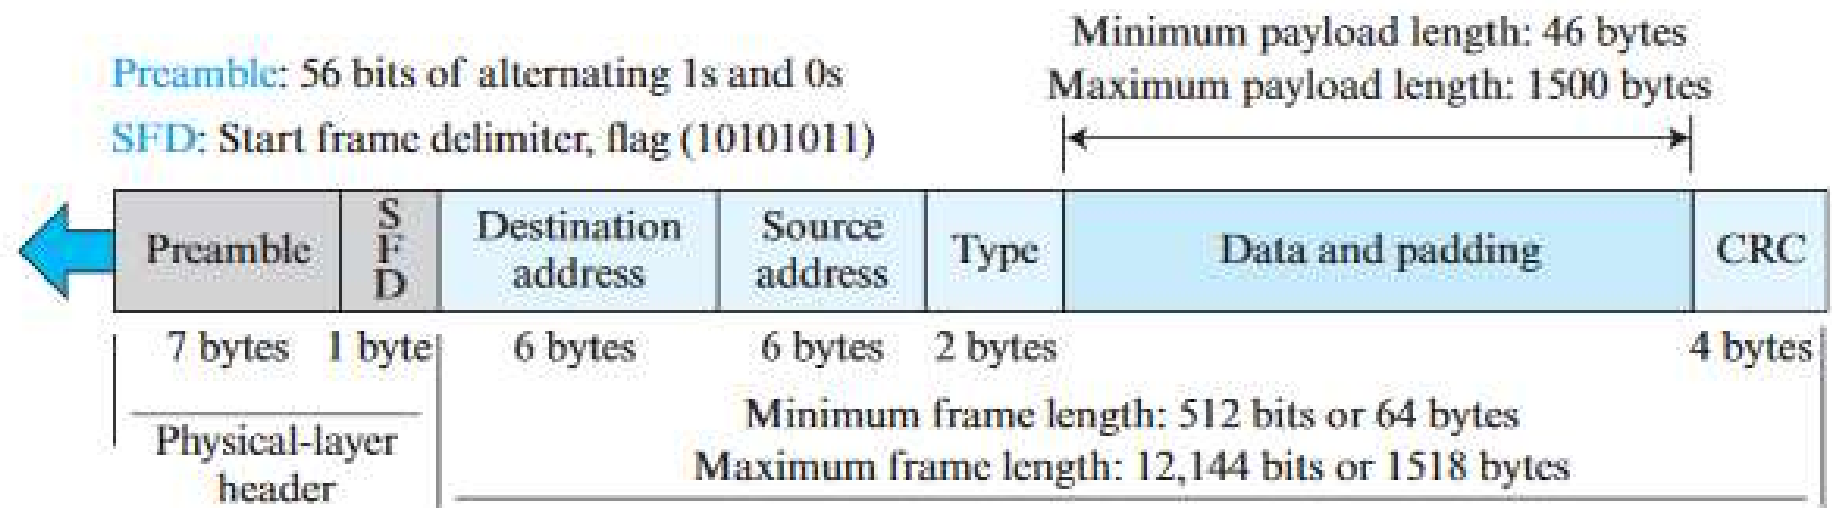 Minimum payload length: 46 bytes
Maximum payload length: 1500 bytes
Preamble: 56 bits of alternating 1s and 0s
SFD: Start frame delimiter, flag (10101011)
Preamble
S
F
D
Destination
address
Source
address
Type
Data and padding
CRC
7 bytes
1 byte
6 bytes
6 bytes
2 bytes
4 bytes
Physical-layer
header
Minimum frame length: 512 bits or 64 bytes
Maximum frame length: 12,144 bits or 1518 bytes